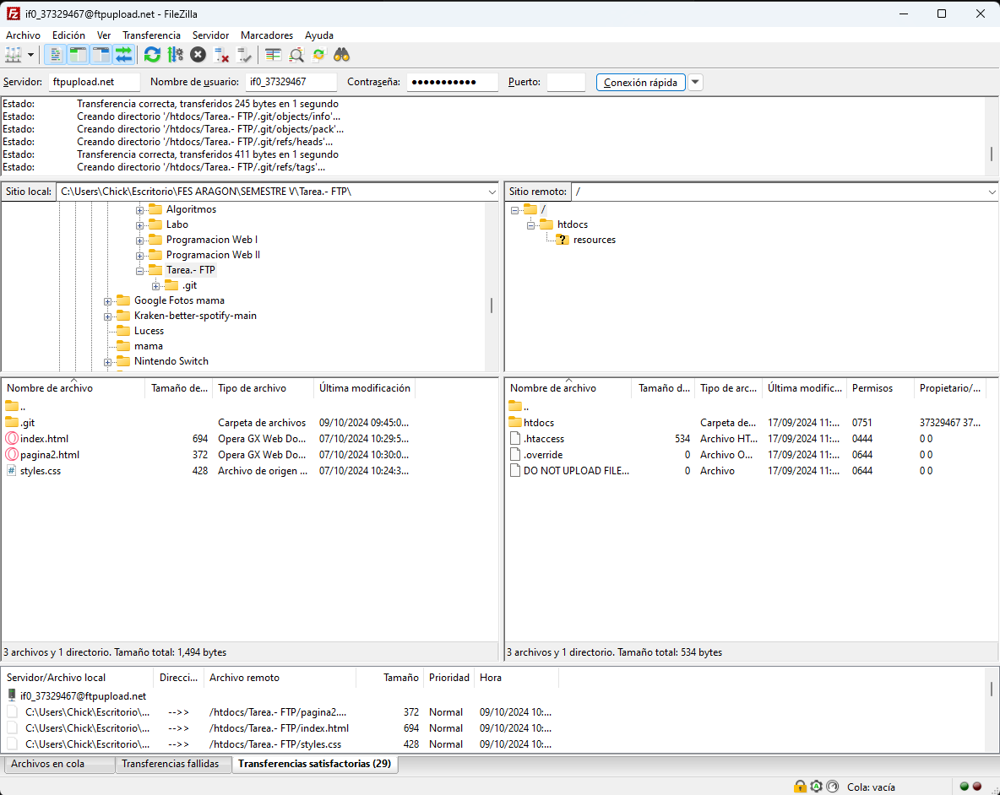 if0_37329467@ftpupload.net - FileZilla
Archivo Edición Ver Transferencia Servidor Marcadores Ayuda
Servidor: ftpupload.net Nombre de usuario: if0_37329467 Contraseña: ●●●●●●●●●●● Puerto: Conexión rápida
Estado: Transferencia correcta, transferidos 245 bytes en 1 segundo
Estado: Creando directorio '/htdocs/Tarea.- FTP/.git/objects/info'...
Estado: Creando directorio '/htdocs/Tarea.- FTP/.git/objects/pack'...
Estado: Creando directorio '/htdocs/Tarea.- FTP/.git/refs/heads'...
Estado: Transferencia correcta, transferidos 411 bytes en 1 segundo
Estado: Creando directorio '/htdocs/Tarea.- FTP/.git/refs/tags'...
Sitio local: C:\Users\Chick\Escritorio\FES ARAGON\SEMESTRE V\Tarea.- FTP\
Algoritmos
Labo
Programacion Web I
Programacion Web II
Tarea.- FTP
.git
Google Fotos mama
Kraken-better-spotify-main
Lucess
mama
Nintendo Switch
Sitio remoto: /
/
htdocs
? resources
Nombre de archivo Tamaño de... Tipo de archivo Última modificación
..
.git Carpeta de archivos 09/10/2024 09:45:0...
index.html 694 Opera GX Web Do... 07/10/2024 10:29:5...
pagina2.html 372 Opera GX Web Do... 07/10/2024 10:30:0...
# styles.css 428 Archivo de origen ... 07/10/2024 10:24:3...
3 archivos y 1 directorio. Tamaño total: 1,494 bytes
Nombre de archivo Tamaño d... Tipo de arc... Última modific... Permisos Propietario/...
..
htdocs Carpeta de... 17/09/2024 11:... 0751 37329467 37...
.htaccess 534 Archivo HT... 17/09/2024 11:... 0444 0 0
.override 0 Archivo O... 17/09/2024 11:... 0644 0 0
DO NOT UPLOAD FILE... 0 Archivo 17/09/2024 11:... 0644 0 0
3 archivos y 1 directorio. Tamaño total: 534 bytes
Servidor/Archivo local Direcci... Archivo remoto Tamaño Prioridad Hora
if0_37329467@ftpupload.net
C:\Users\Chick\Escritorio\... -->> /htdocs/Tarea.- FTP/pagina2.... 372 Normal 09/10/2024 10:...
C:\Users\Chick\Escritorio\... -->> /htdocs/Tarea.- FTP/index.html 694 Normal 09/10/2024 10:...
C:\Users\Chick\Escritorio\... -->> /htdocs/Tarea.- FTP/styles.css 428 Normal 09/10/2024 10:...
Archivos en cola Transferencias fallidas Transferencias satisfactorias (29)
Cola: vacía